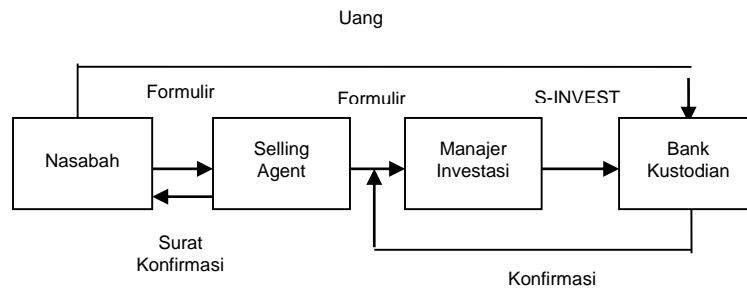 Uang
Formulir
Formulir
S-INVEST
Nasabah
Selling
Agent
Manajer
Investasi
Bank
Kustodian
Surat
Konfirmasi
Konfirmasi